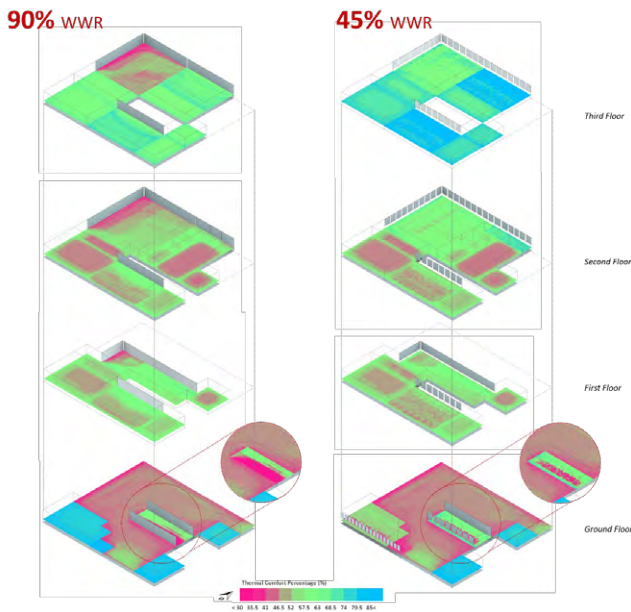 90% WWR
45% WWR
Third Floor
Second Floor
First Floor
Ground Floor
Thermal Comfort Percentage (%)
< 30 35.5 41 46.5 52 57.5 63 68.5 74 79.5 85<